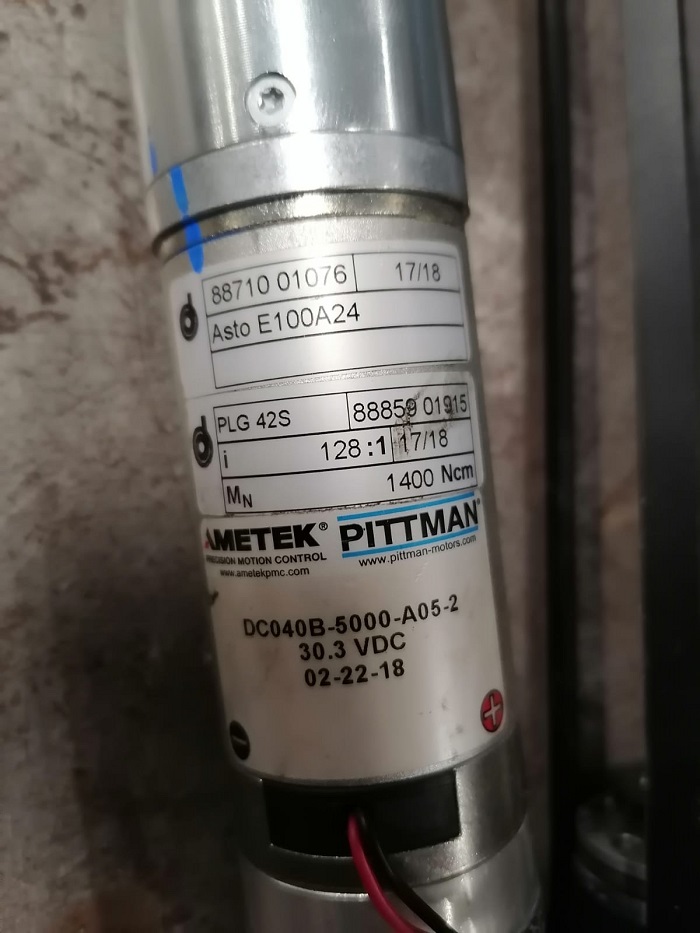 88710 01076 17/18
Asto E100A24
PLG 42S 88859 01915
i 128:1 17/18
MN 1400 Ncm
AMETEK® PITTMAN®
PRECISION MOTION CONTROL www.pittman-motors.com
www.ametekpmc.com
DC040B-5000-A05-2
30.3 VDC
02-22-18